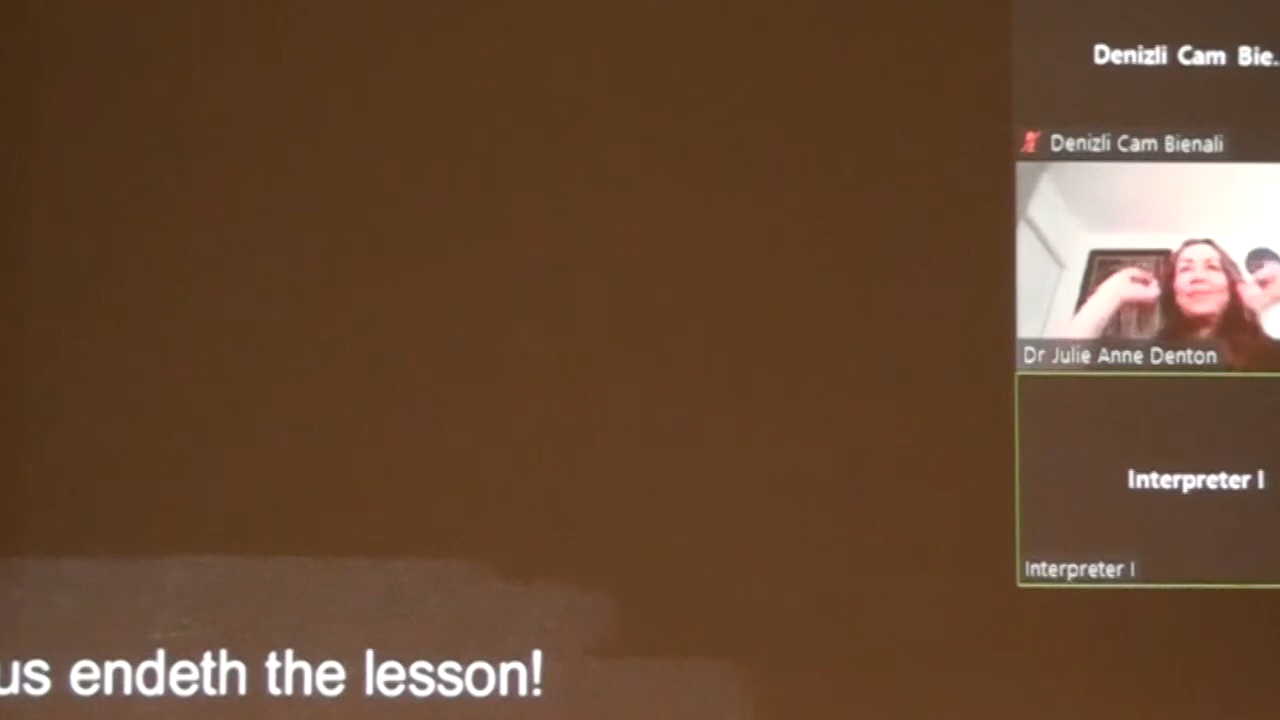 Denizli Cam Bie...
Denizli Cam Bienali
Dr Julie Anne Denton
Interpreter I
Interpreter I
us endeth the lesson!